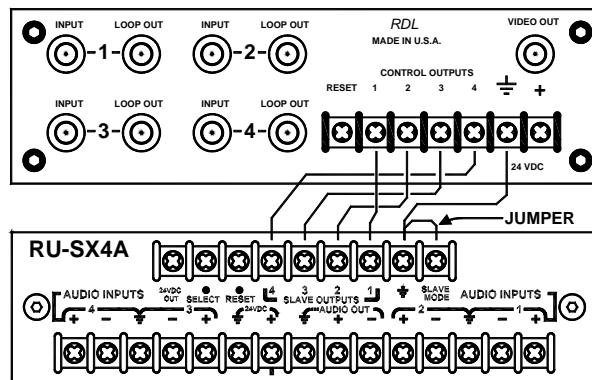 INPUT LOOP OUT INPUT LOOP OUT RDL VIDEO OUT
1 2 MADE IN U.S.A.
CONTROL OUTPUTS
INPUT LOOP OUT INPUT LOOP OUT RESET 1 2 3 4 +
3 4
24 VDC
JUMPER
RU-SX4A
AUDIO INPUTS 24VDC OUT SELECT RESET 4 3 2 1 SLAVE MODE AUDIO INPUTS
SLAVE OUTPUTS
4 3 24VDC AUDIO OUT 2 1
+ − − + + + − + − − +